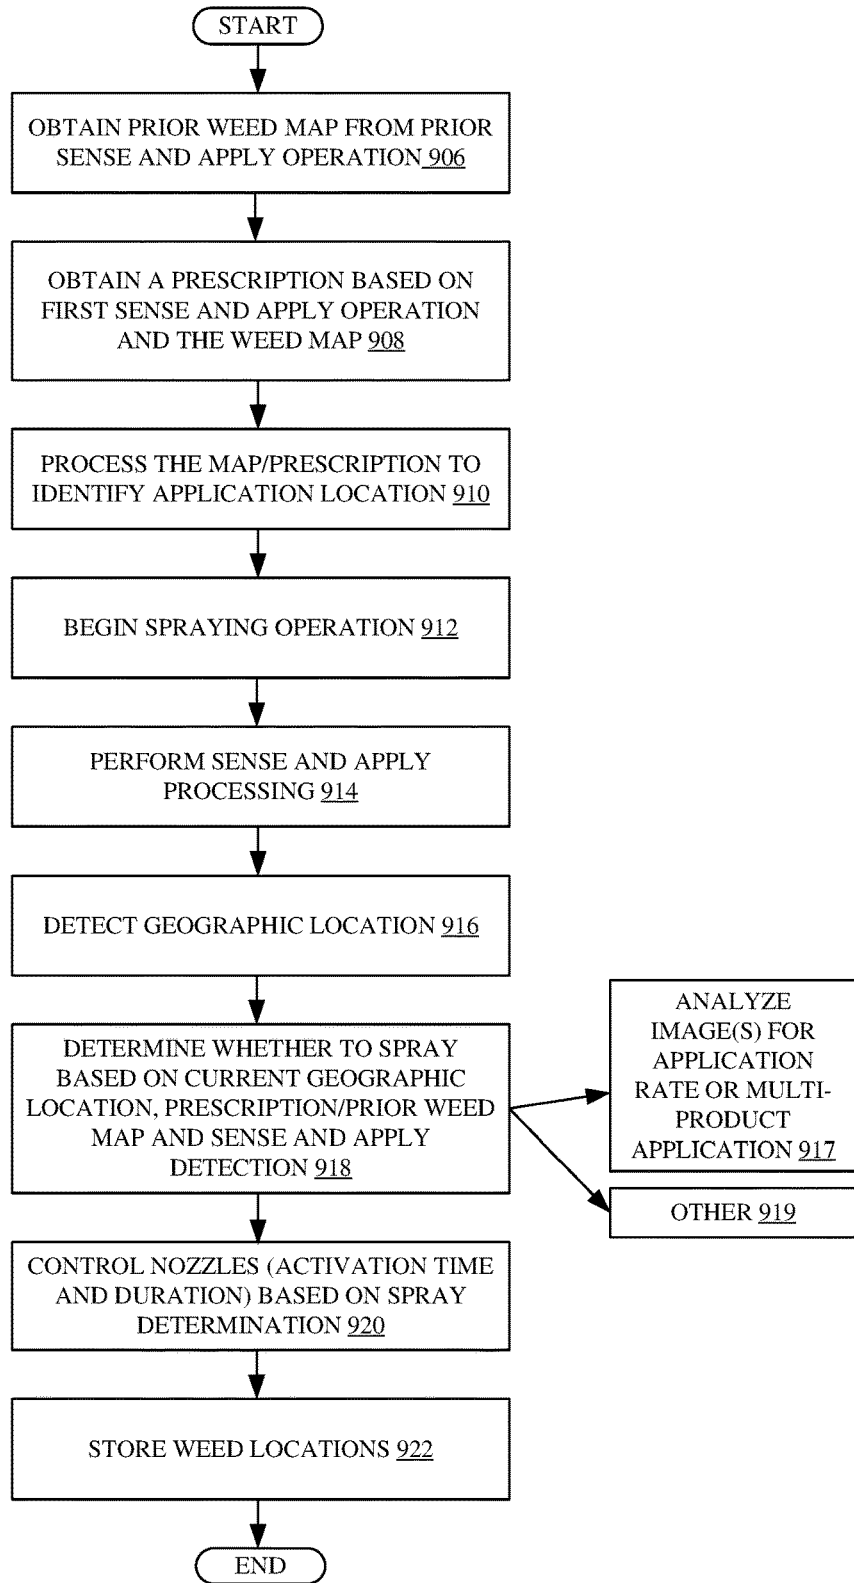 START
OBTAIN PRIOR WEED MAP FROM PRIOR
SENSE AND APPLY OPERATION 906
OBTAIN A PRESCRIPTION BASED ON
FIRST SENSE AND APPLY OPERATION
AND THE WEED MAP 908
PROCESS THE MAP/PRESCRIPTION TO
IDENTIFY APPLICATION LOCATION 910
BEGIN SPRAYING OPERATION 912
PERFORM SENSE AND APPLY
PROCESSING 914
DETECT GEOGRAPHIC LOCATION 916
DETERMINE WHETHER TO SPRAY
BASED ON CURRENT GEOGRAPHIC
LOCATION, PRESCRIPTION/PRIOR WEED
MAP AND SENSE AND APPLY
DETECTION 918
ANALYZE
IMAGE(S) FOR
APPLICATION
RATE OR MULTI-
PRODUCT
APPLICATION 917
OTHER 919
CONTROL NOZZLES (ACTIVATION TIME
AND DURATION) BASED ON SPRAY
DETERMINATION 920
STORE WEED LOCATIONS 922
END